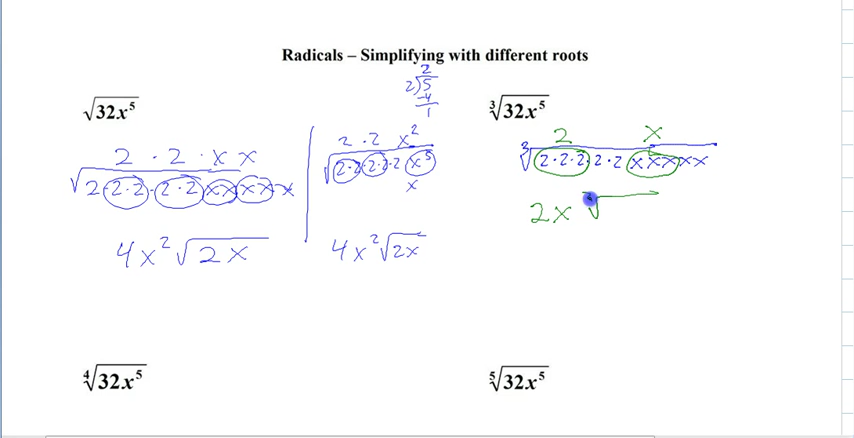 Radicals – Simplifying with different roots
√32x⁵
2 · 2 · x x
√2·2·2·2·2xxxxx
4x²√2x
2
2)5
-4
1
2·2 x²
√2·2·2·2·2 x⁵
x
4x²√2x
∛32x⁵
2 x
∛2·2·2·2·2·xxxxx
2x ∛
∜32x⁵
⁵√32x⁵